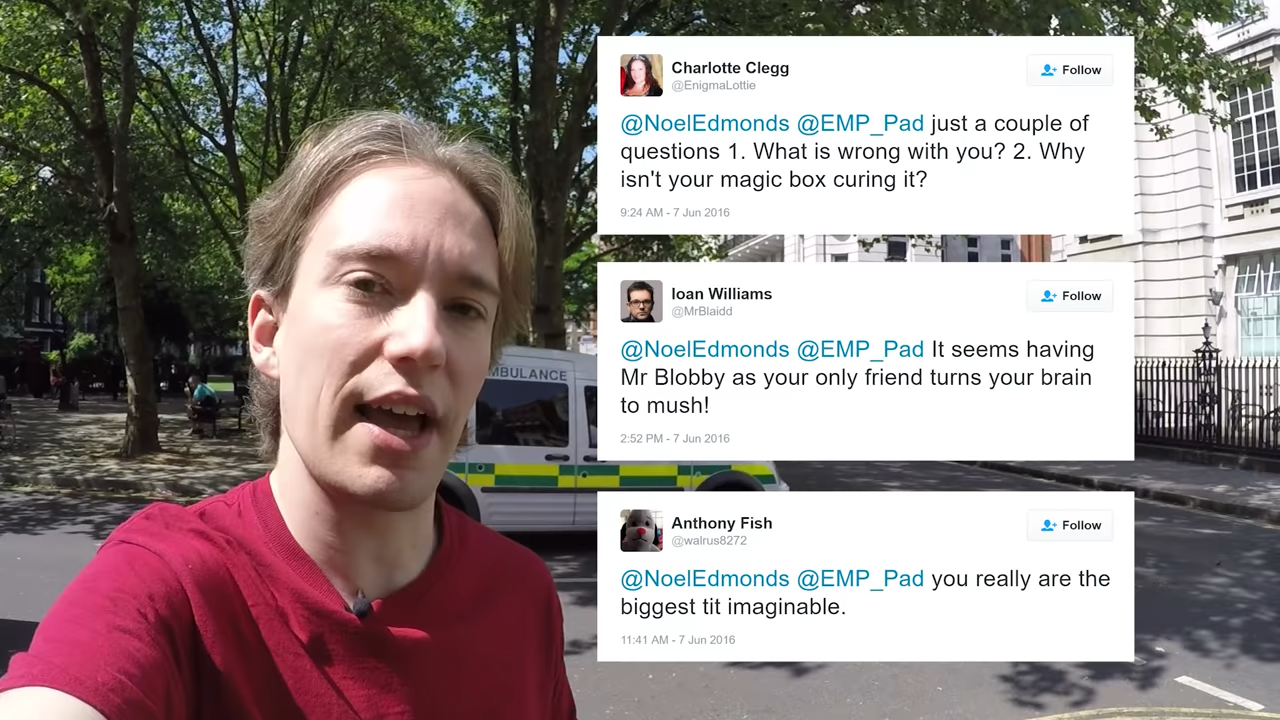 Charlotte Clegg
@EnigmaLottie
Follow
@NoelEdmonds @EMP_Pad just a couple of
questions 1. What is wrong with you? 2. Why
isn't your magic box curing it?
9:24 AM - 7 Jun 2016
Ioan Williams
@MrBlaidd
Follow
@NoelEdmonds @EMP_Pad It seems having
Mr Blobby as your only friend turns your brain
to mush!
2:52 PM - 7 Jun 2016
MBULANCE
Anthony Fish
@walrus8272
Follow
@NoelEdmonds @EMP_Pad you really are the
biggest tit imaginable.
11:41 AM - 7 Jun 2016